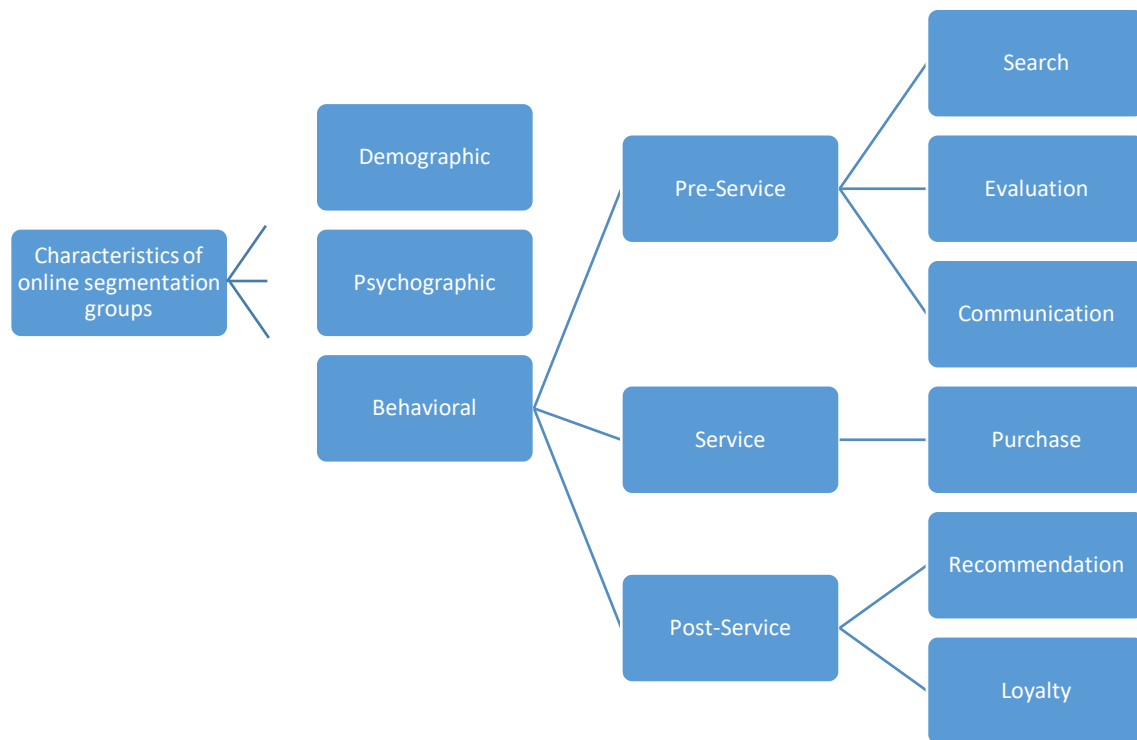 Characteristics of
online segmentation
groups
Demographic
Psychographic
Behavioral
Pre-Service
Service
Post-Service
Search
Evaluation
Communication
Purchase
Recommendation
Loyalty